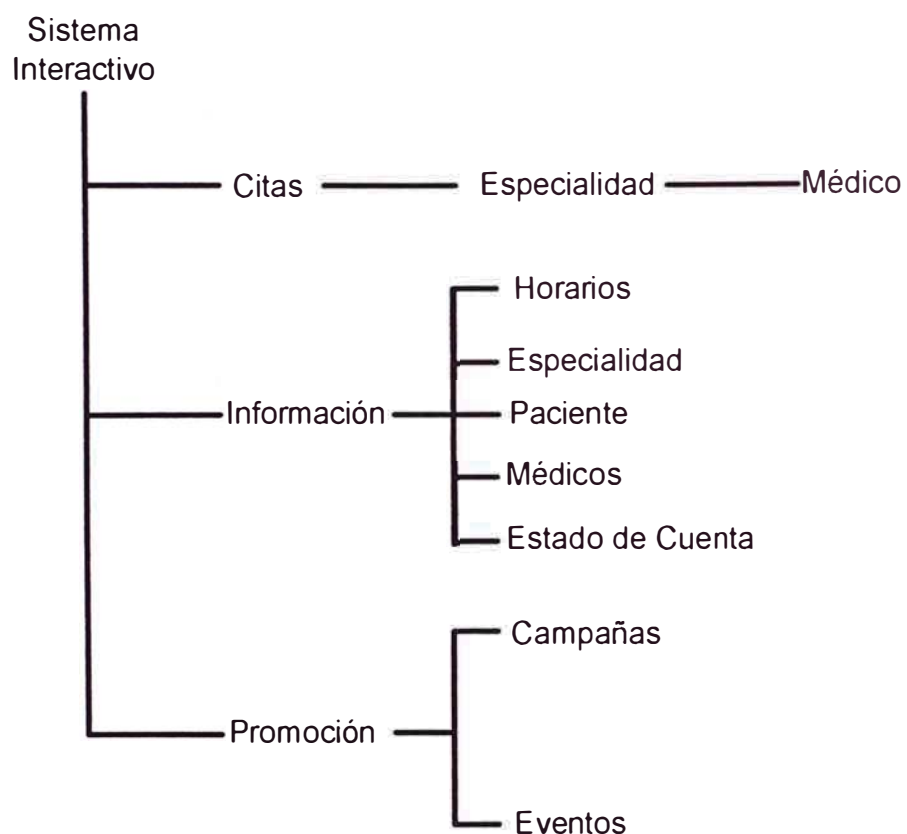 Sistema
Interactivo
Citas Especialidad Médico
Horarios
Especialidad
Información Paciente
Médicos
Estado de Cuenta
Campañas
Promoción
Eventos